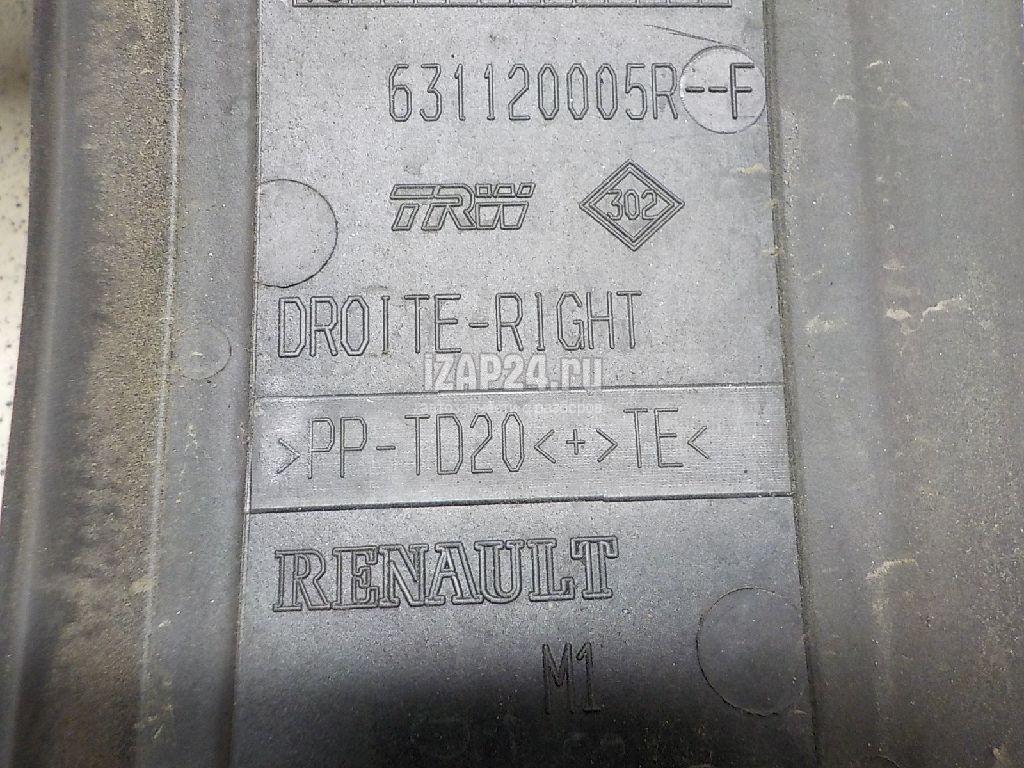 631120005R--F
TRW 302
DROITE-RIGHT
iZAP24.ru
>PP-TD20<+>TE<
RENAULT
M1